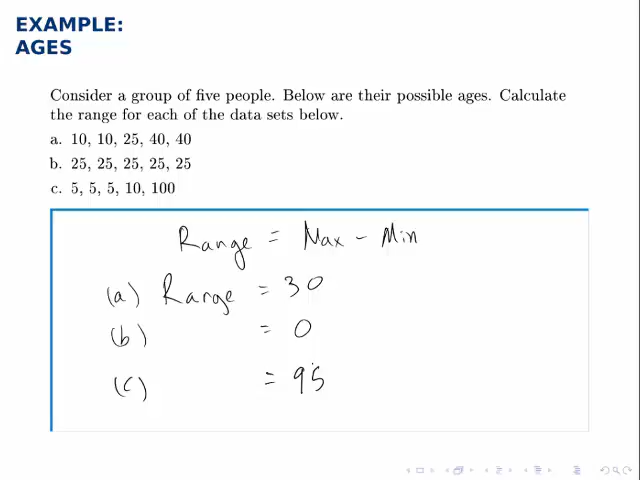 EXAMPLE:
AGES
Consider a group of five people. Below are their possible ages. Calculate
the range for each of the data sets below.
a. 10, 10, 25, 40, 40
b. 25, 25, 25, 25, 25
c. 5, 5, 5, 10, 100
Range = Max - Min
(a) Range = 30
(b) = 0
(c) = 95